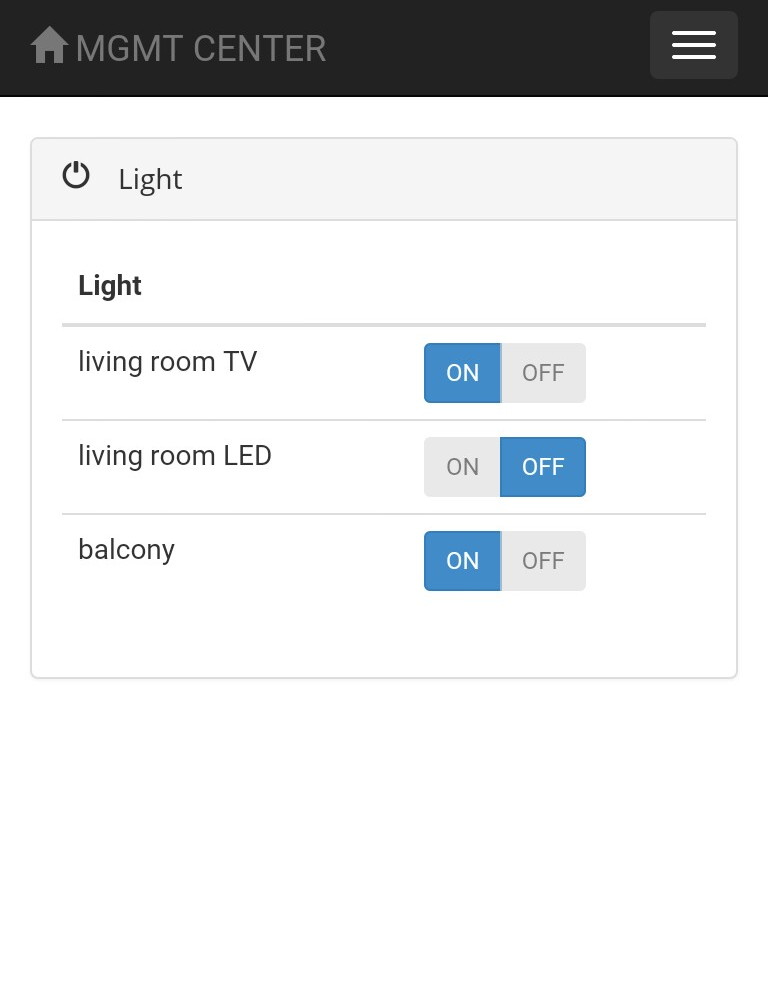 MGMT CENTER
Light
Light
living room TV ON OFF
living room LED ON OFF
balcony ON OFF